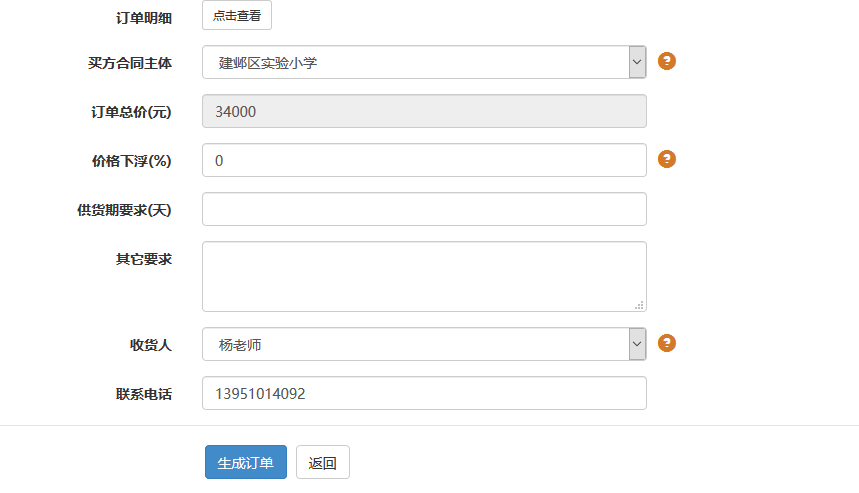 订单明细 点击查看
买方合同主体 建邺区实验小学 ?
订单总价(元) 34000
价格下浮(%) 0 ?
供货期要求(天)
其它要求
收货人 杨老师 ?
联系电话 13951014092
生成订单 返回